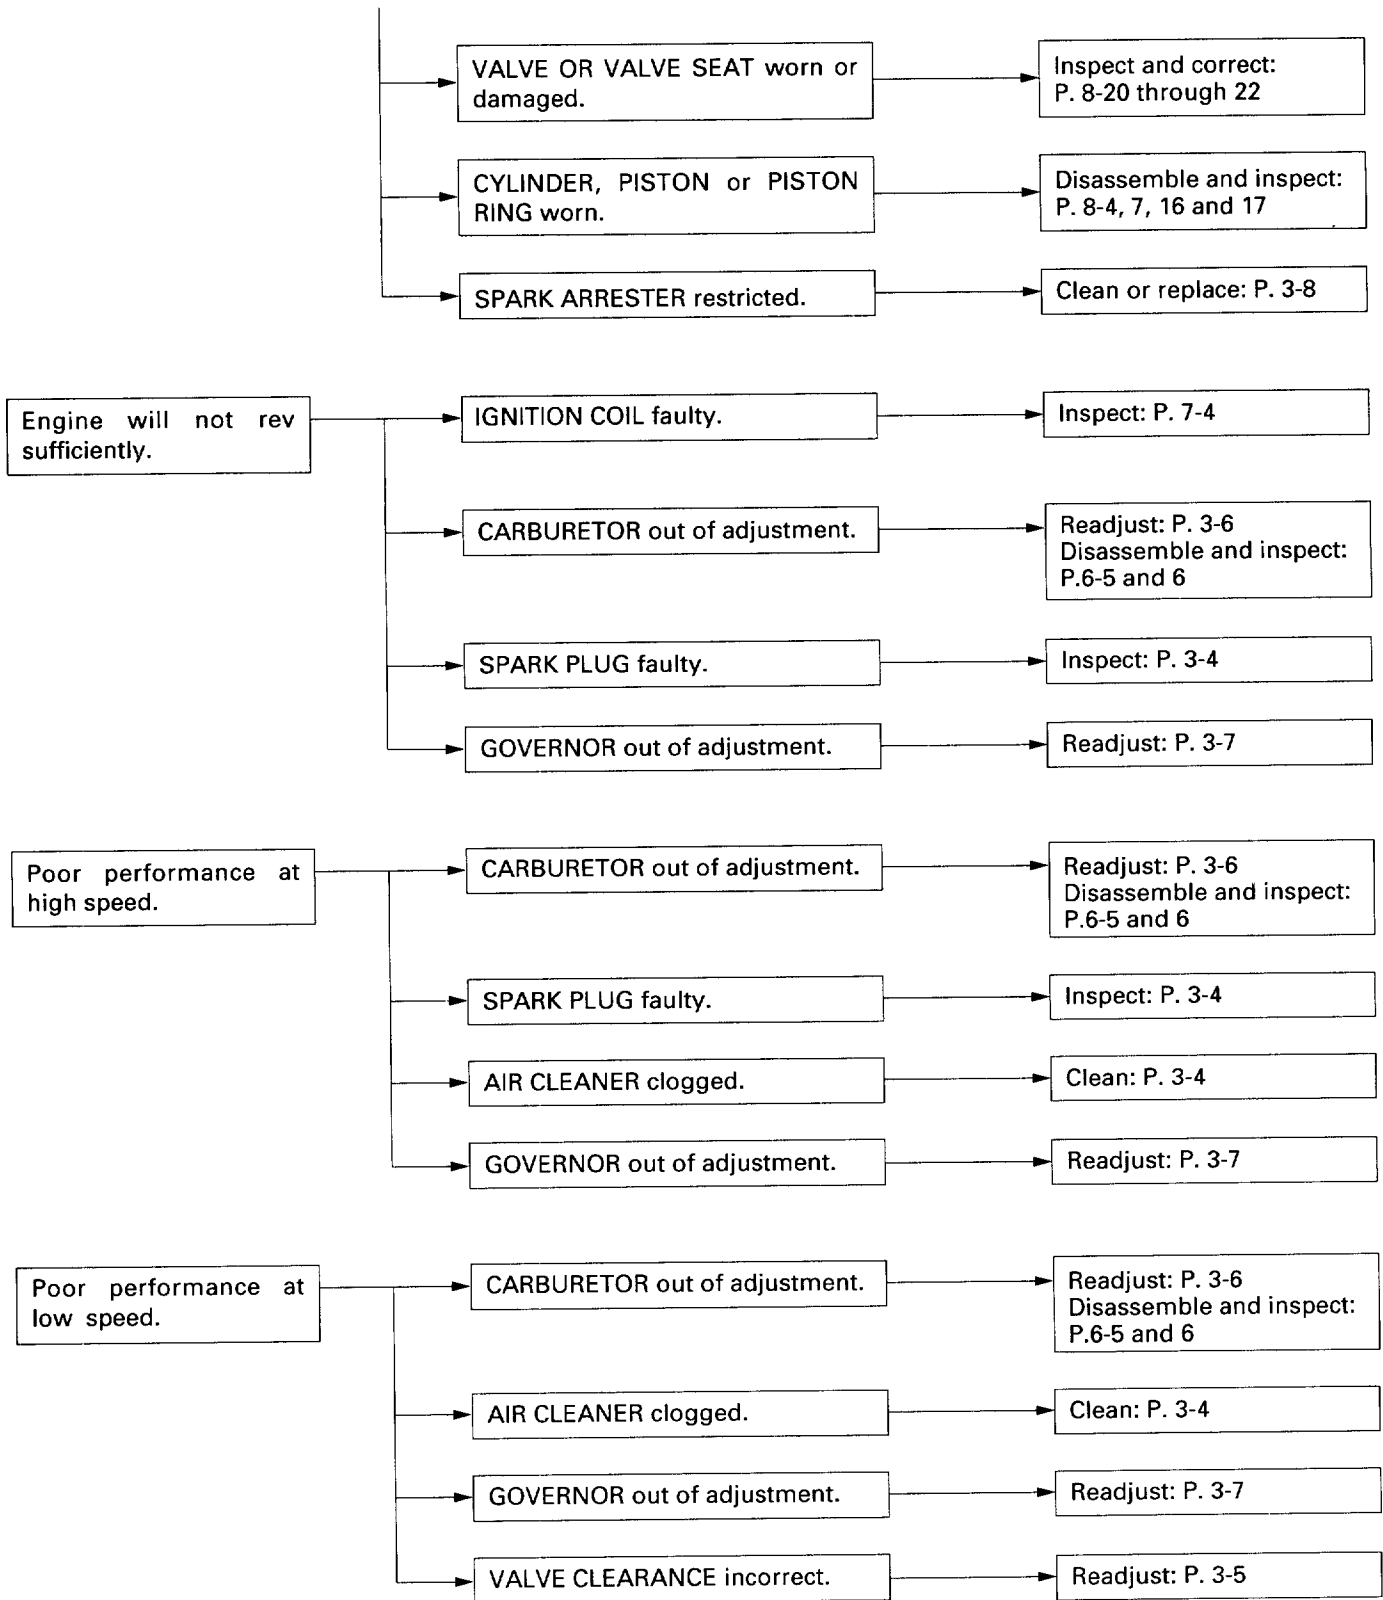 VALVE OR VALVE SEAT worn or
damaged.
Inspect and correct:
P. 8-20 through 22
CYLINDER, PISTON or PISTON
RING worn.
Disassemble and inspect:
P. 8-4, 7, 16 and 17
SPARK ARRESTER restricted.
Clean or replace: P. 3-8
Engine will not rev
sufficiently.
IGNITION COIL faulty.
Inspect: P. 7-4
CARBURETOR out of adjustment.
Readjust: P. 3-6
Disassemble and inspect:
P.6-5 and 6
SPARK PLUG faulty.
Inspect: P. 3-4
GOVERNOR out of adjustment.
Readjust: P. 3-7
Poor performance at
high speed.
CARBURETOR out of adjustment.
Readjust: P. 3-6
Disassemble and inspect:
P.6-5 and 6
SPARK PLUG faulty.
Inspect: P. 3-4
AIR CLEANER clogged.
Clean: P. 3-4
GOVERNOR out of adjustment.
Readjust: P. 3-7
Poor performance at
low speed.
CARBURETOR out of adjustment.
Readjust: P. 3-6
Disassemble and inspect:
P.6-5 and 6
AIR CLEANER clogged.
Clean: P. 3-4
GOVERNOR out of adjustment.
Readjust: P. 3-7
VALVE CLEARANCE incorrect.
Readjust: P. 3-5